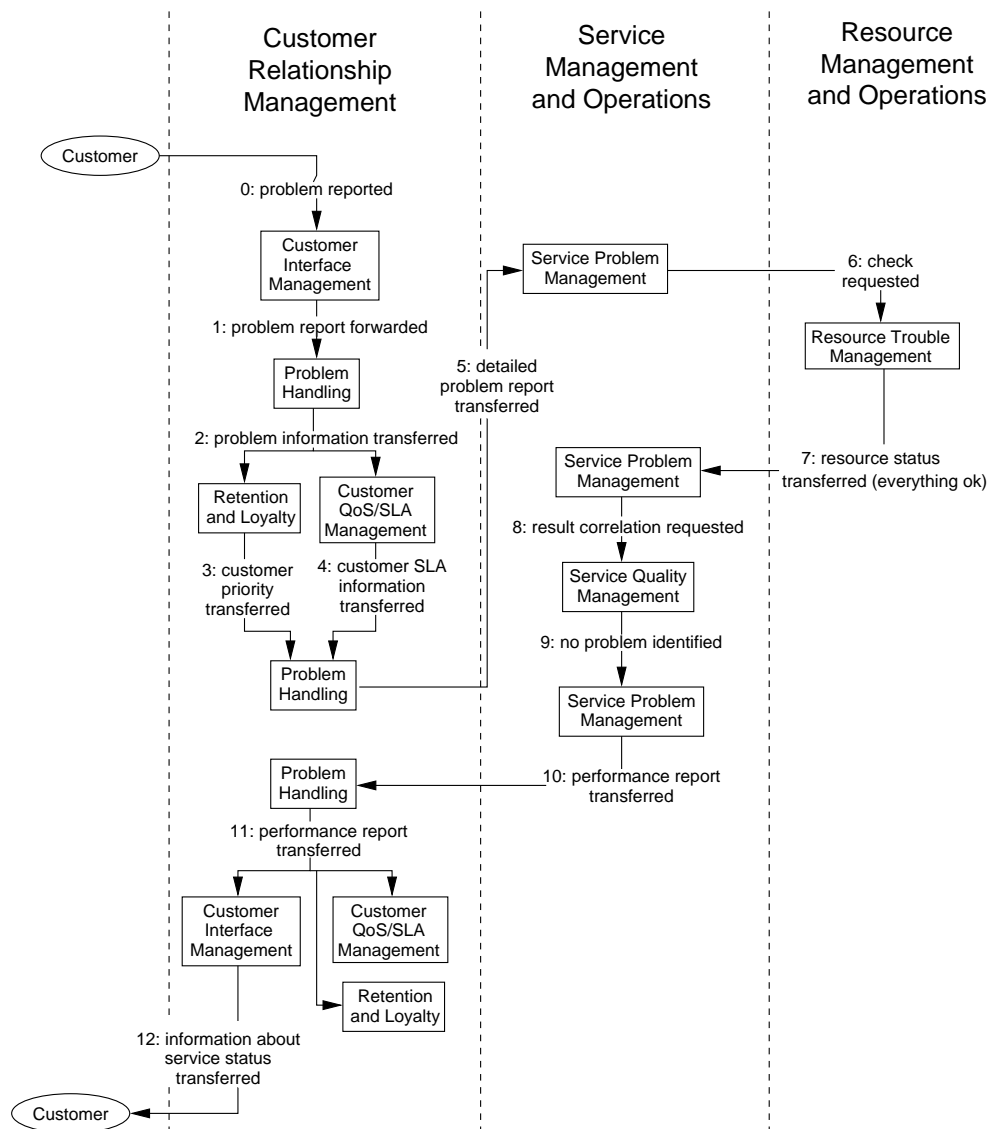 Customer
Relationship
Management
Service
Management
and Operations
Resource
Management
and Operations
Customer
0: problem reported
Customer
Interface
Management
1: problem report forwarded
Problem
Handling
2: problem information transferred
Retention
and Loyalty
Customer
QoS/SLA
Management
3: customer
priority
transferred
4: customer SLA
information
transferred
Problem
Handling
5: detailed
problem report
transferred
Service Problem
Management
6: check
requested
Resource Trouble
Management
7: resource status
transferred (everything ok)
Service Problem
Management
8: result correlation requested
Service Quality
Management
9: no problem identified
Service Problem
Management
10: performance report
transferred
Problem
Handling
11: performance report
transferred
Customer
Interface
Management
Customer
QoS/SLA
Management
Retention
and Loyalty
12: information about
service status
transferred
Customer